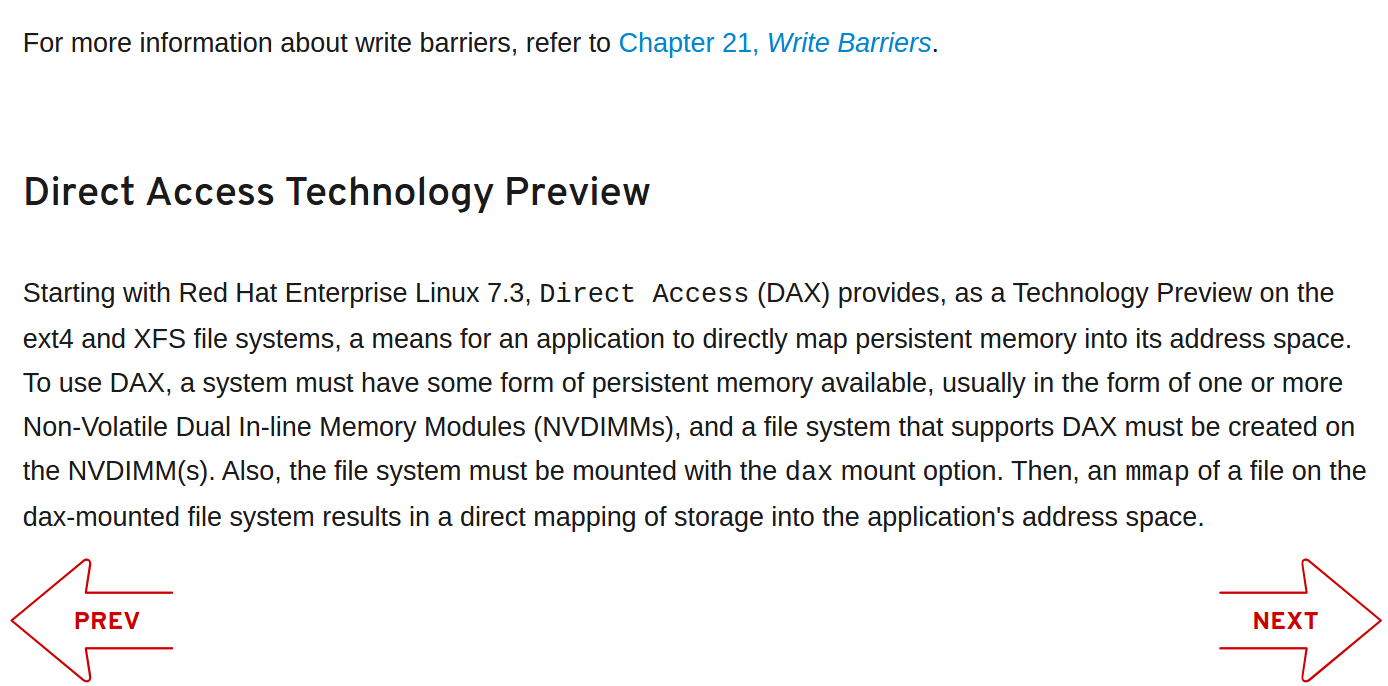 For more information about write barriers, refer to Chapter 21, Write Barriers.
Direct Access Technology Preview
Starting with Red Hat Enterprise Linux 7.3, Direct Access (DAX) provides, as a Technology Preview on the
ext4 and XFS file systems, a means for an application to directly map persistent memory into its address space.
To use DAX, a system must have some form of persistent memory available, usually in the form of one or more
Non-Volatile Dual In-line Memory Modules (NVDIMMs), and a file system that supports DAX must be created on
the NVDIMM(s). Also, the file system must be mounted with the dax mount option. Then, an mmap of a file on the
dax-mounted file system results in a direct mapping of storage into the application's address space.
PREV
NEXT